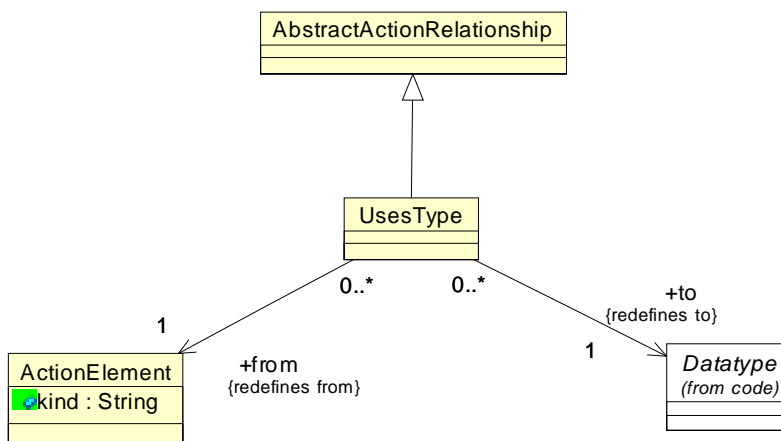 AbstractActionRelationship
UsesType
0..*
0..*
+to
{redefines to}
1
1
+from
{redefines from}
ActionElement
kind : String
Datatype
(from code)